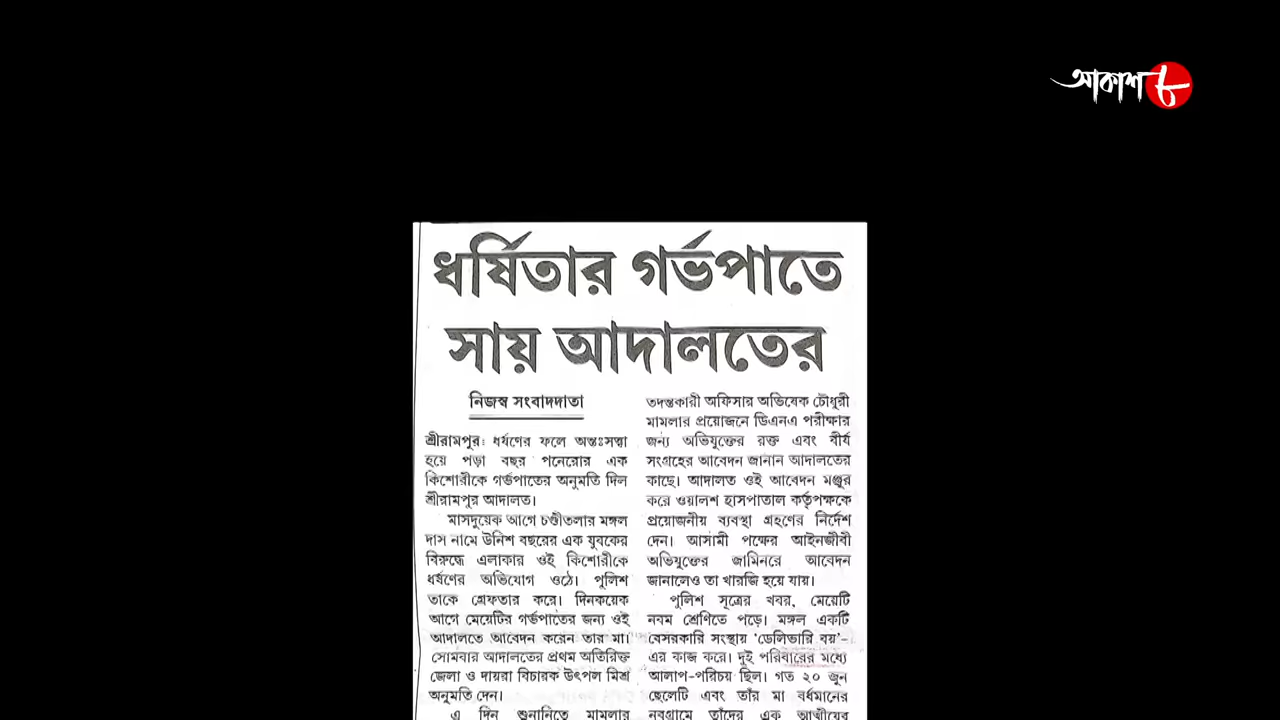 আকাশ ৮
ধর্ষিতার গর্ভপাতে
সায় আদালতের
নিজস্ব সংবাদদাতা
শ্রীরামপুর: ধর্ষণের ফলে অন্তঃসত্ত্বা
হয়ে পড়া বছর পনেরোর এক
কিশোরীকে গর্ভপাতের অনুমতি দিল
শ্রীরামপুর আদালত।
মাসদুয়েক আগে চণ্ডীতলার মঙ্গল
দাস নামে উনিশ বছরের এক যুবকের
বিরুদ্ধে এলাকার ওই কিশোরীকে
ধর্ষণের অভিযোগ ওঠে। পুলিশ
তাকে গ্রেফতার করে। দিনকয়েক
আগে মেয়েটির গর্ভপাতের জন্য ওই
আদালতে আবেদন করেন তার মা।
সোমবার আদালতের প্রথম অতিরিক্ত
জেলা ও দায়রা বিচারক উৎপল মিশ্র
অনুমতি দেন।
এ দিন শুনানিতে মামলার
তদন্তকারী অফিসার অভিষেক চৌধুরী
মামলার প্রয়োজনে ডিএনএ পরীক্ষার
জন্য অভিযুক্তের রক্ত এবং বীর্য
সংগ্রহের আবেদন জানান আদালতের
কাছে। আদালত ওই আবেদন মঞ্জুর
করে ওয়ালশ হাসপাতাল কর্তৃপক্ষকে
প্রয়োজনীয় ব্যবস্থা গ্রহণের নির্দেশ
দেন। আসামী পক্ষের আইনজীবী
অভিযুক্তের জামিনরে আবেদন
জানালেও তা খারজি হয়ে যায়।
পুলিশ সূত্রের খবর, মেয়েটি
নবম শ্রেণিতে পড়ে। মঙ্গল একটি
বেসরকারি সংস্থায় ‘ডেলিভারি বয়’-
এর কাজ করে। দুই পরিবারের মধ্যে
আলাপ-পরিচয় ছিল। গত ২০ জুন
ছেলেটি এবং তাঁর মা বর্ধমানের
নবগ্রামে তাঁদের এক আত্মীয়ের